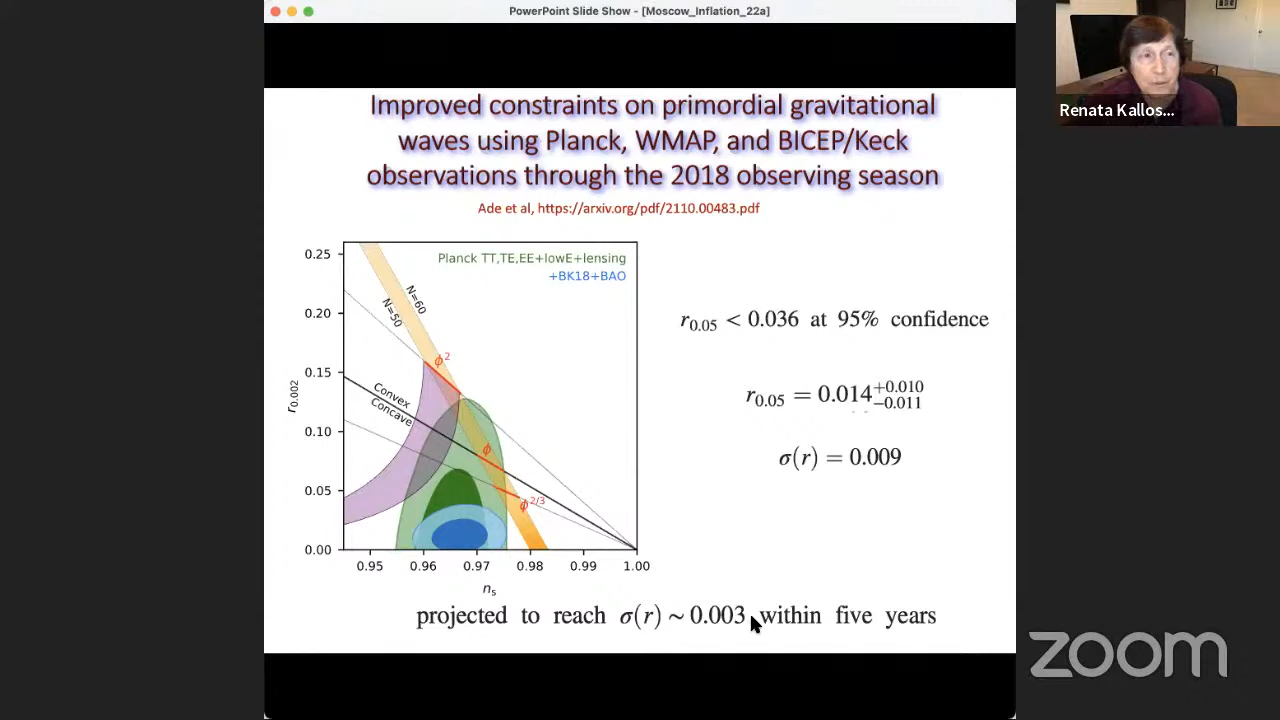 PowerPoint Slide Show - [Moscow_Inflation_22a]
Renata Kallos...
Improved constraints on primordial gravitational
waves using Planck, WMAP, and BICEP/Keck
observations through the 2018 observing season
Ade et al, https://arxiv.org/pdf/2110.00483.pdf
Planck TT,TE,EE+lowE+lensing
+BK18+BAO
0.25
0.20
0.15
0.10
0.05
0.00
r₀.₀₀₂
N=60
N=50
ϕ²
Convex
Concave
ϕ
ϕ²ᐟ³
0.95 0.96 0.97 0.98 0.99 1.00
nₛ
r₀.₀₅ < 0.036 at 95% confidence
r₀.₀₅ = 0.014 +0.010 −0.011
σ(r) = 0.009
projected to reach σ(r) ~ 0.003 within five years
zoom